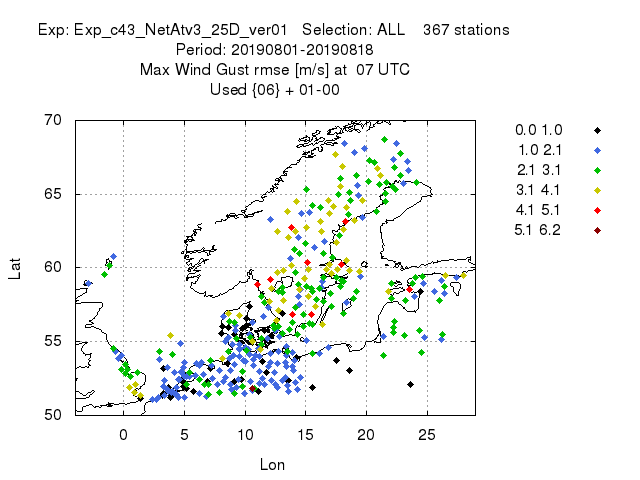 Exp: Exp_c43_NetAtv3_25D_ver01 Selection: ALL 367 stations
Period: 20190801-20190818
Max Wind Gust rmse [m/s] at 07 UTC
Used {06} + 01-00
70
65
60
55
50
Lat
0
5
10
15
20
25
Lon
0.0 1.0
1.0 2.1
2.1 3.1
3.1 4.1
4.1 5.1
5.1 6.2